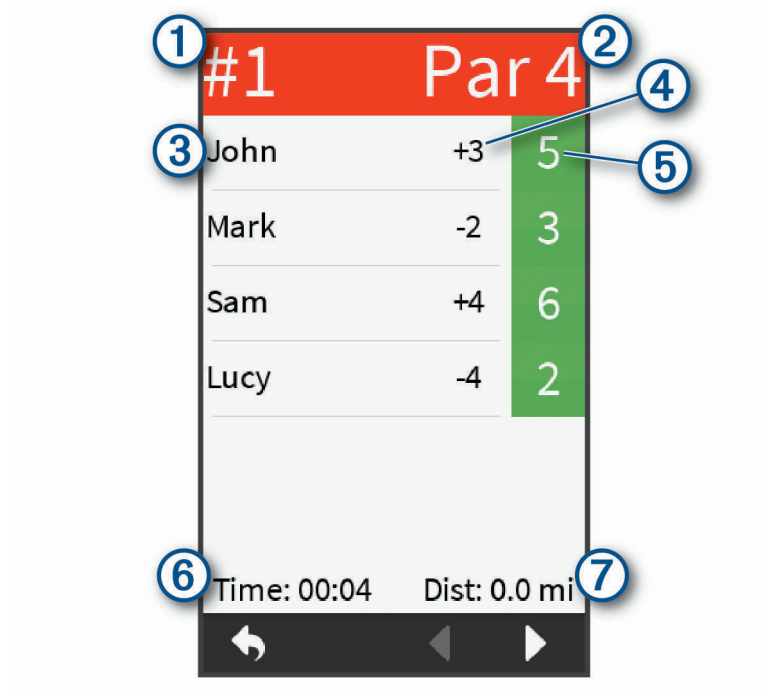 ① #1 Par 4 ②
④
③ John +3 5 ⑤
Mark -2 3
Sam +4 6
Lucy -4 2
⑥ Time: 00:04 Dist: 0.0 mi ⑦